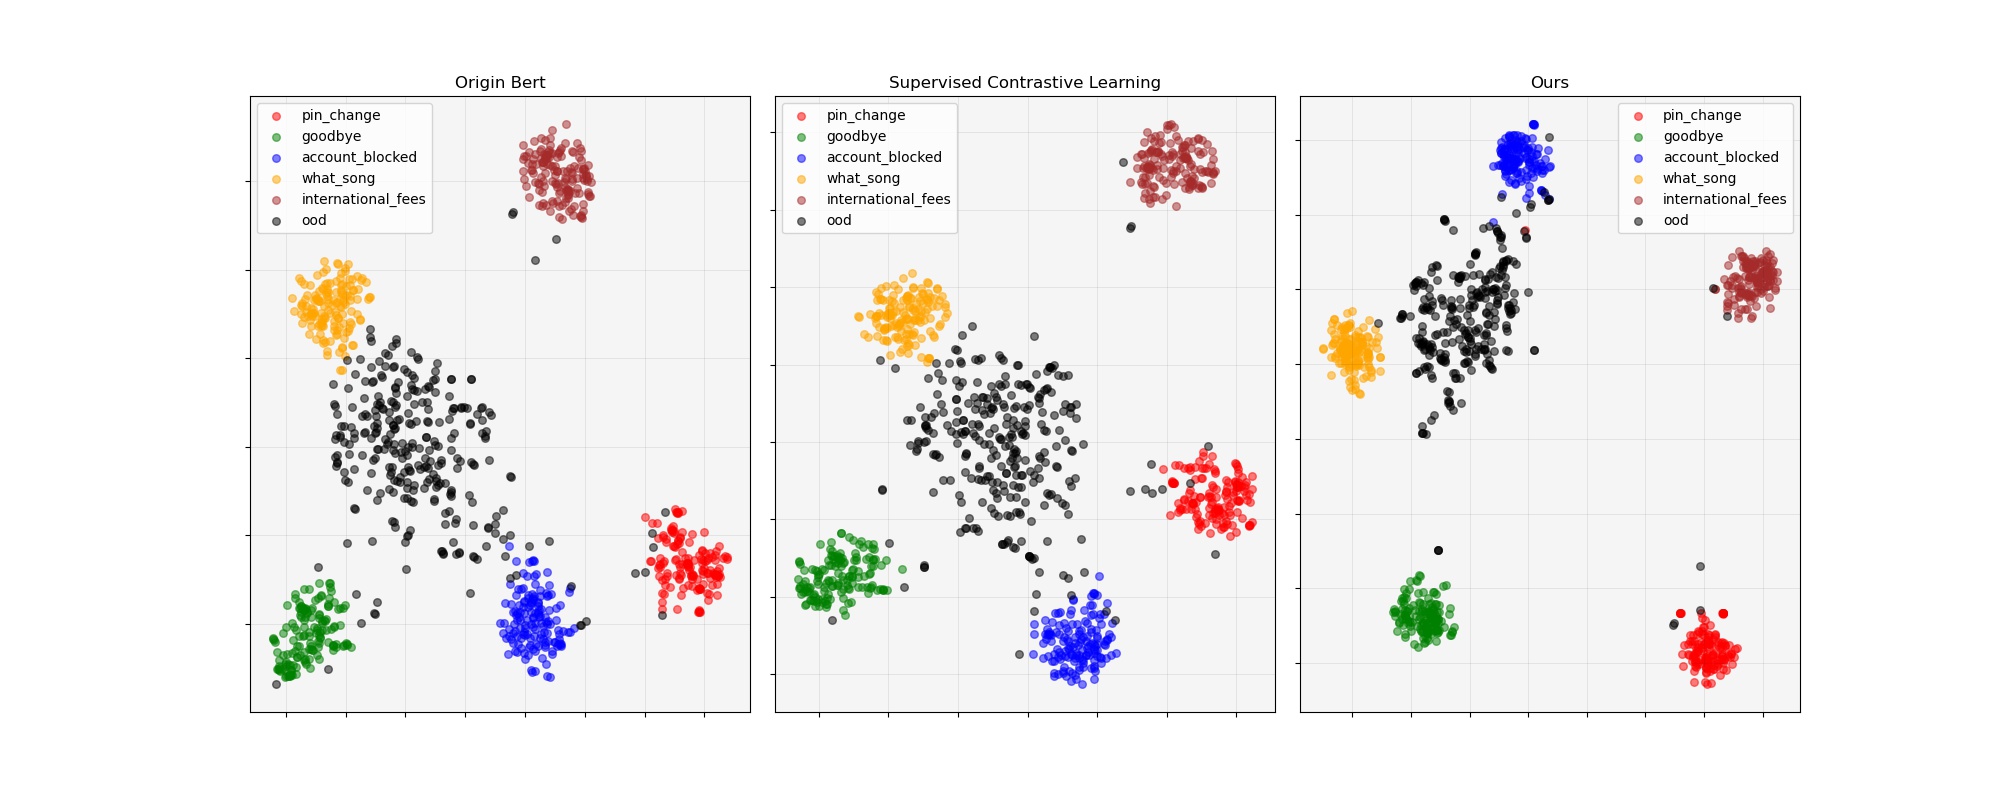 Origin Bert
pin_change
goodbye
account_blocked
what_song
international_fees
ood
Supervised Contrastive Learning
pin_change
goodbye
account_blocked
what_song
international_fees
ood
Ours
pin_change
goodbye
account_blocked
what_song
international_fees
ood